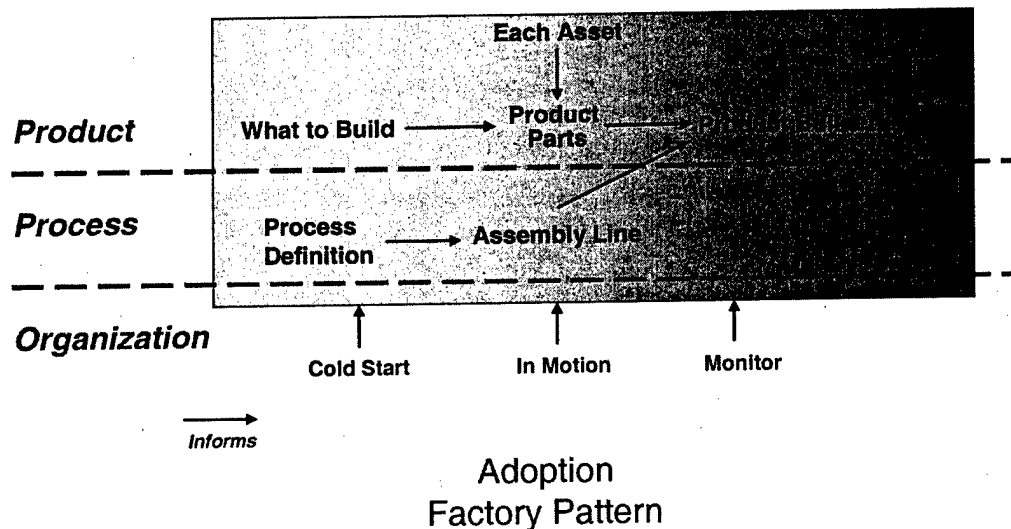 Each Asset
Product
What to Build
Product
Parts
Process
Process
Definition
Assembly Line
Organization
Cold Start
In Motion
Monitor
Informs
Adoption
Factory Pattern